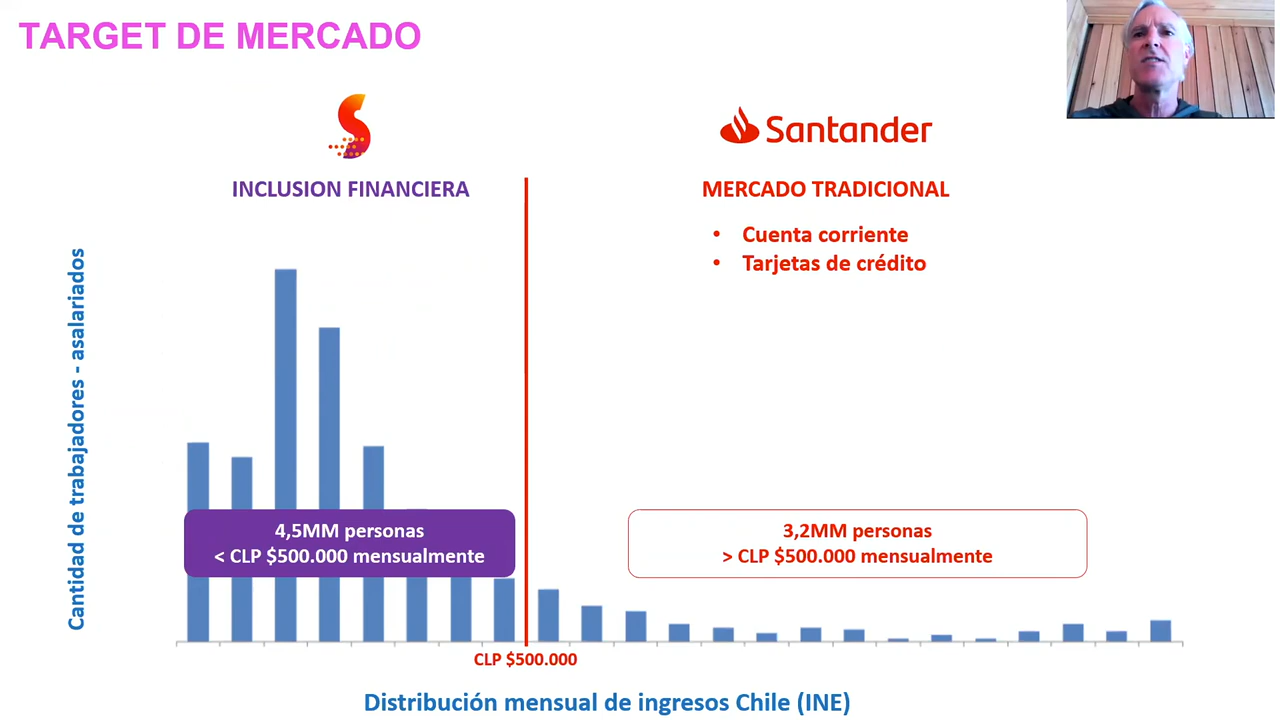 TARGET DE MERCADO
S
Santander
INCLUSION FINANCIERA
MERCADO TRADICIONAL
• Cuenta corriente
• Tarjetas de crédito
Cantidad de trabajadores - asalariados
4,5MM personas
< CLP $500.000 mensualmente
3,2MM personas
> CLP $500.000 mensualmente
CLP $500.000
Distribución mensual de ingresos Chile (INE)